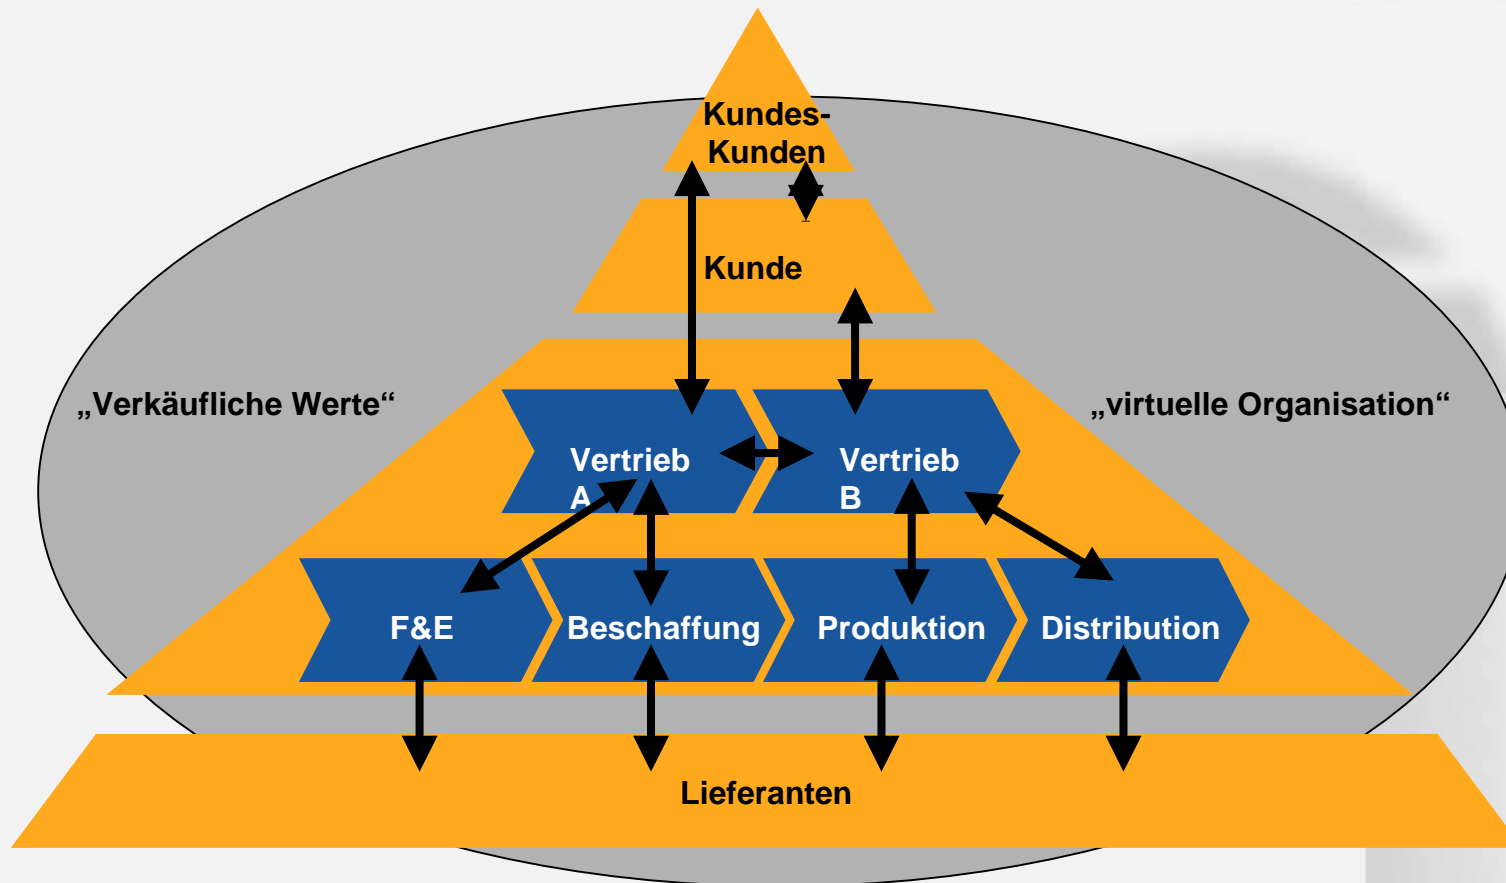 Kundes-
Kunden
Kunde
„Verkäufliche Werte“
„virtuelle Organisation“
Vertrieb
A
Vertrieb
B
F&E
Beschaffung
Produktion
Distribution
Lieferanten